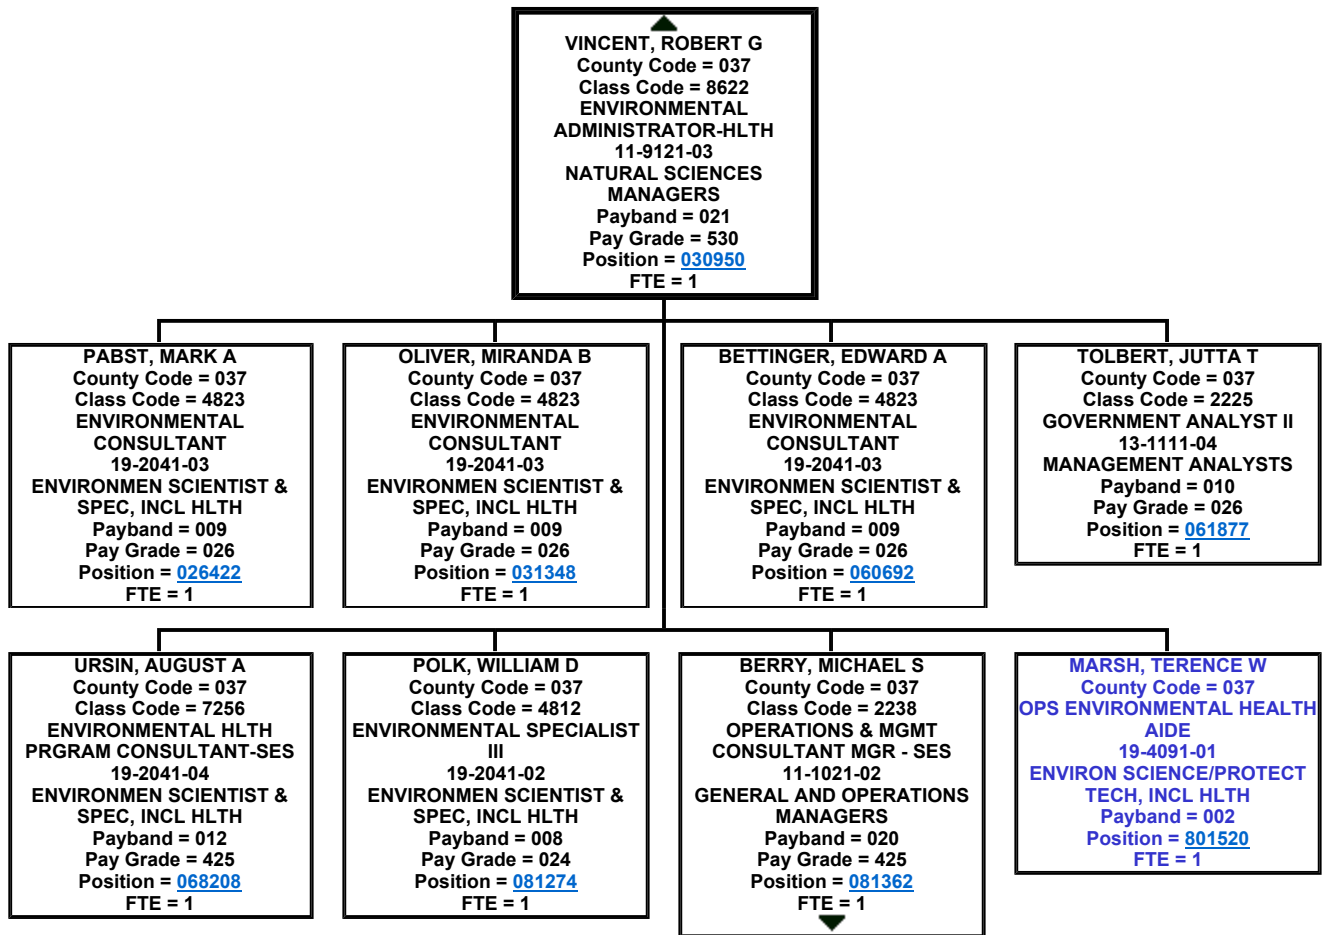 VINCENT, ROBERT G
County Code = 037
Class Code = 8622
ENVIRONMENTAL
ADMINISTRATOR-HLTH
11-9121-03
NATURAL SCIENCES
MANAGERS
Payband = 021
Pay Grade = 530
Position = 030950
FTE = 1
PABST, MARK A
County Code = 037
Class Code = 4823
ENVIRONMENTAL
CONSULTANT
19-2041-03
ENVIRONMEN SCIENTIST &
SPEC, INCL HLTH
Payband = 009
Pay Grade = 026
Position = 026422
FTE = 1
OLIVER, MIRANDA B
County Code = 037
Class Code = 4823
ENVIRONMENTAL
CONSULTANT
19-2041-03
ENVIRONMEN SCIENTIST &
SPEC, INCL HLTH
Payband = 009
Pay Grade = 026
Position = 031348
FTE = 1
BETTINGER, EDWARD A
County Code = 037
Class Code = 4823
ENVIRONMENTAL
CONSULTANT
19-2041-03
ENVIRONMEN SCIENTIST &
SPEC, INCL HLTH
Payband = 009
Pay Grade = 026
Position = 060692
FTE = 1
TOLBERT, JUTTA T
County Code = 037
Class Code = 2225
GOVERNMENT ANALYST II
13-1111-04
MANAGEMENT ANALYSTS
Payband = 010
Pay Grade = 026
Position = 061877
FTE = 1
URSIN, AUGUST A
County Code = 037
Class Code = 7256
ENVIRONMENTAL HLTH
PRGRAM CONSULTANT-SES
19-2041-04
ENVIRONMEN SCIENTIST &
SPEC, INCL HLTH
Payband = 012
Pay Grade = 425
Position = 068208
FTE = 1
POLK, WILLIAM D
County Code = 037
Class Code = 4812
ENVIRONMENTAL SPECIALIST
III
19-2041-02
ENVIRONMEN SCIENTIST &
SPEC, INCL HLTH
Payband = 008
Pay Grade = 024
Position = 081274
FTE = 1
BERRY, MICHAEL S
County Code = 037
Class Code = 2238
OPERATIONS & MGMT
CONSULTANT MGR - SES
11-1021-02
GENERAL AND OPERATIONS
MANAGERS
Payband = 020
Pay Grade = 425
Position = 081362
FTE = 1
MARSH, TERENCE W
County Code = 037
OPS ENVIRONMENTAL HEALTH
AIDE
19-4091-01
ENVIRON SCIENCE/PROTECT
TECH, INCL HLTH
Payband = 002
Position = 801520
FTE = 1